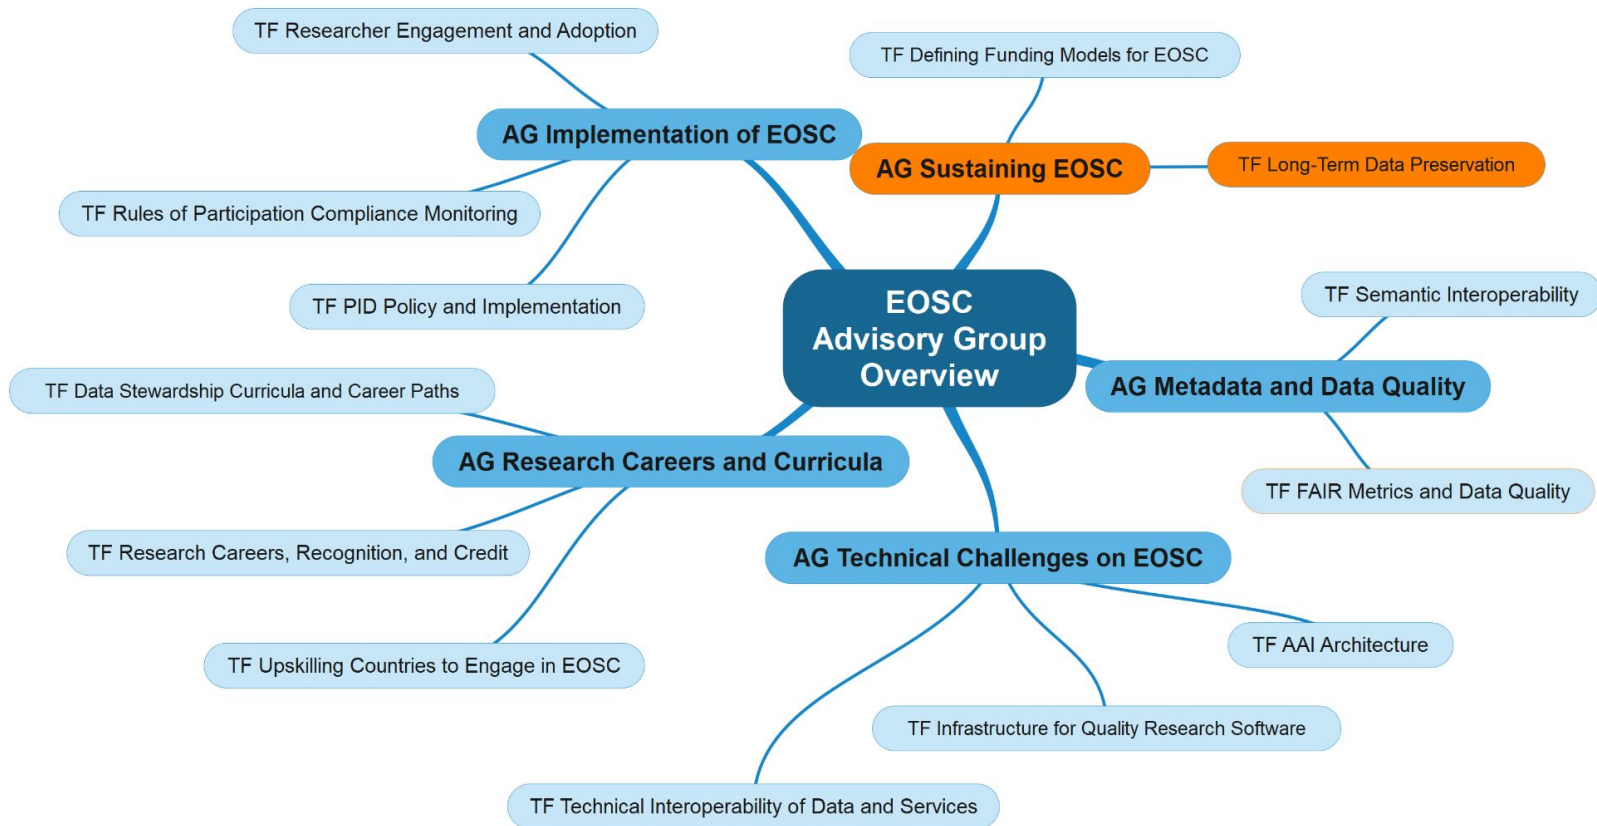 TF Researcher Engagement and Adoption
TF Defining Funding Models for EOSC
AG Implementation of EOSC
AG Sustaining EOSC
TF Long-Term Data Preservation
TF Rules of Participation Compliance Monitoring
TF PID Policy and Implementation
EOSC
Advisory Group
Overview
TF Semantic Interoperability
AG Metadata and Data Quality
TF FAIR Metrics and Data Quality
TF Data Stewardship Curricula and Career Paths
AG Research Careers and Curricula
TF Research Careers, Recognition, and Credit
TF Upskilling Countries to Engage in EOSC
AG Technical Challenges on EOSC
TF AAI Architecture
TF Infrastructure for Quality Research Software
TF Technical Interoperability of Data and Services